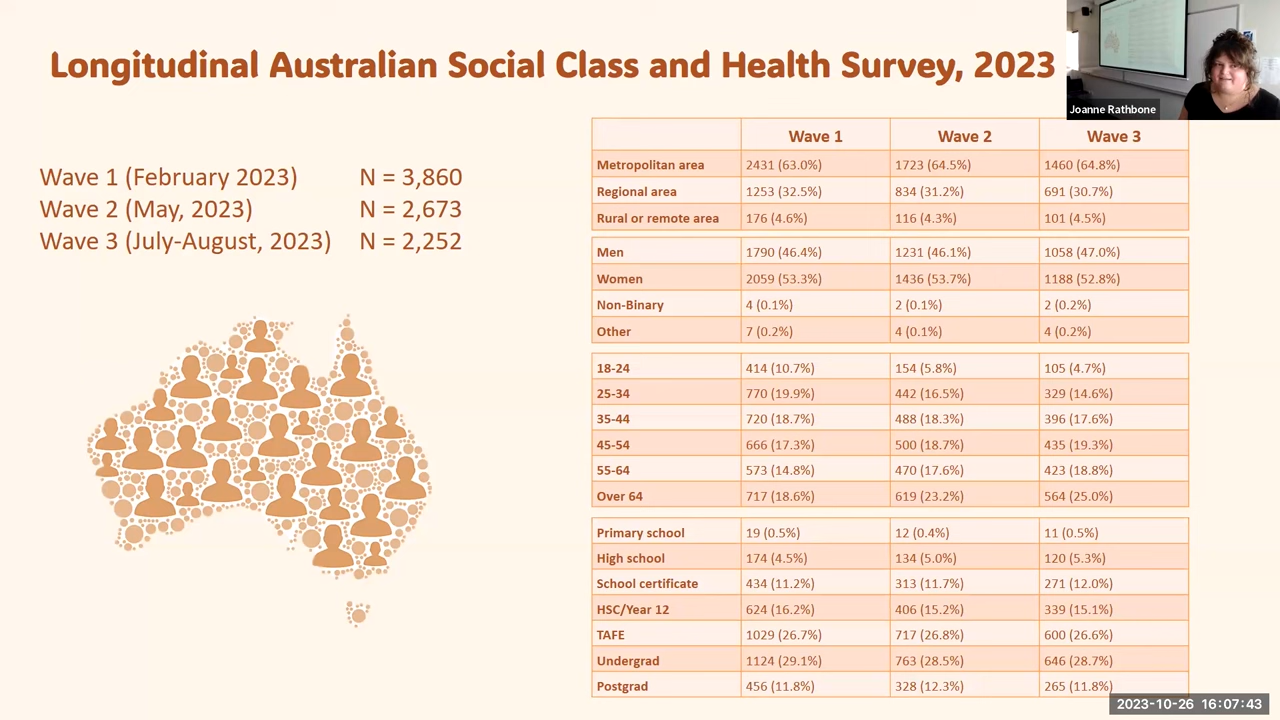 Longitudinal Australian Social Class and Health Survey, 2023
Joanne Rathbone
Wave 1 (February 2023) N = 3,860
Wave 2 (May, 2023) N = 2,673
Wave 3 (July-August, 2023) N = 2,252
Wave 1 Wave 2 Wave 3
Metropolitan area 2431 (63.0%) 1723 (64.5%) 1460 (64.8%)
Regional area 1253 (32.5%) 834 (31.2%) 691 (30.7%)
Rural or remote area 176 (4.6%) 116 (4.3%) 101 (4.5%)
Men 1790 (46.4%) 1231 (46.1%) 1058 (47.0%)
Women 2059 (53.3%) 1436 (53.7%) 1188 (52.8%)
Non-Binary 4 (0.1%) 2 (0.1%) 2 (0.2%)
Other 7 (0.2%) 4 (0.1%) 4 (0.2%)
18-24 414 (10.7%) 154 (5.8%) 105 (4.7%)
25-34 770 (19.9%) 442 (16.5%) 329 (14.6%)
35-44 720 (18.7%) 488 (18.3%) 396 (17.6%)
45-54 666 (17.3%) 500 (18.7%) 435 (19.3%)
55-64 573 (14.8%) 470 (17.6%) 423 (18.8%)
Over 64 717 (18.6%) 619 (23.2%) 564 (25.0%)
Primary school 19 (0.5%) 12 (0.4%) 11 (0.5%)
High school 174 (4.5%) 134 (5.0%) 120 (5.3%)
School certificate 434 (11.2%) 313 (11.7%) 271 (12.0%)
HSC/Year 12 624 (16.2%) 406 (15.2%) 339 (15.1%)
TAFE 1029 (26.7%) 717 (26.8%) 600 (26.6%)
Undergrad 1124 (29.1%) 763 (28.5%) 646 (28.7%)
Postgrad 456 (11.8%) 328 (12.3%) 265 (11.8%)
2023-10-26 16:07:43